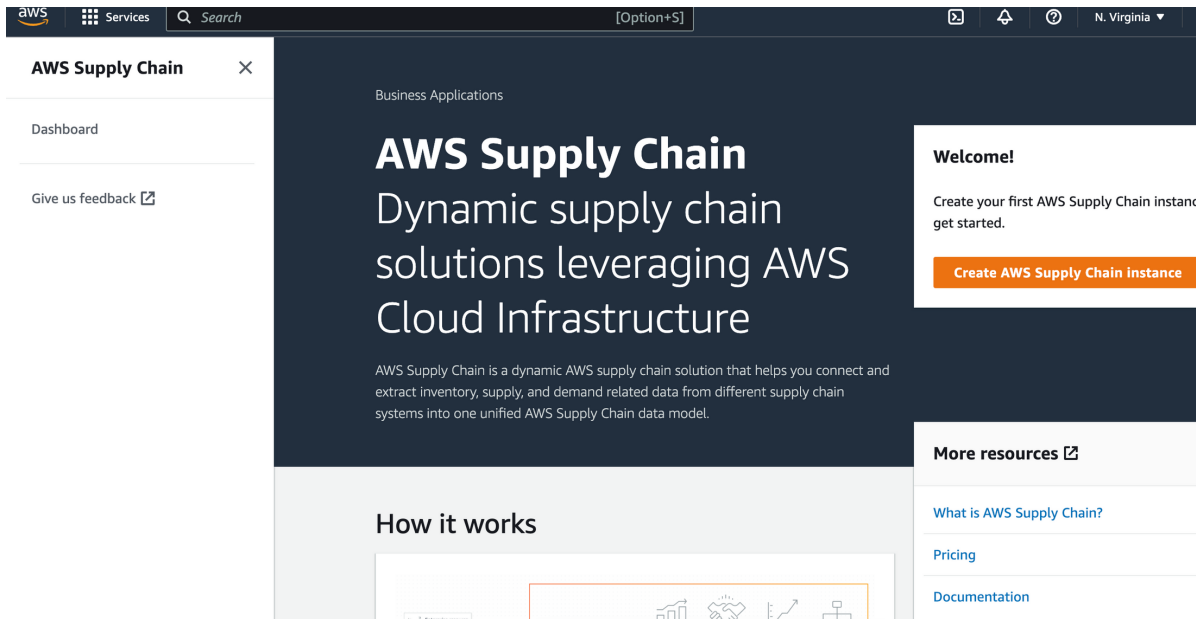 aws
Services
Search
[Option+S]
N. Virginia
AWS Supply Chain
Dashboard
Give us feedback
Business Applications
AWS Supply Chain
Dynamic supply chain
solutions leveraging AWS
Cloud Infrastructure
AWS Supply Chain is a dynamic AWS supply chain solution that helps you connect and
extract inventory, supply, and demand related data from different supply chain
systems into one unified AWS Supply Chain data model.
Welcome!
Create your first AWS Supply Chain
get started.
Create AWS Supply Chain instance
More resources
What is AWS Supply Chain?
Pricing
Documentation
How it works